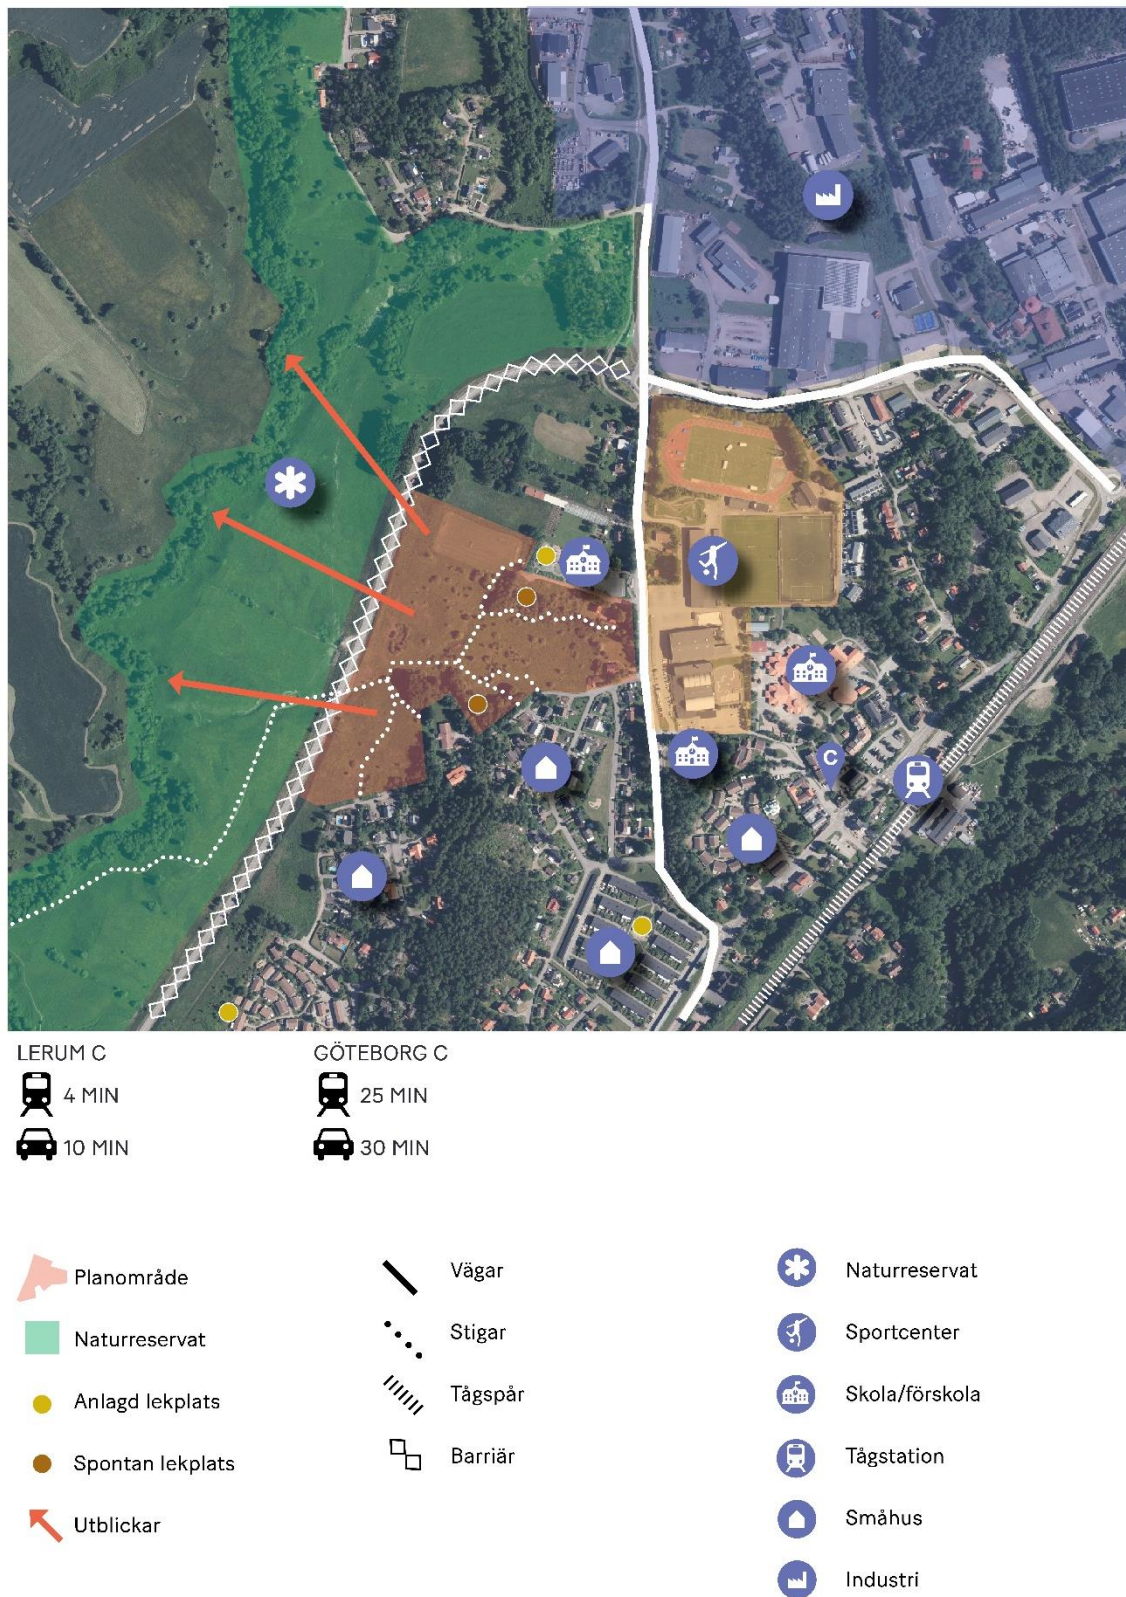 C
LERUM C
4 MIN
10 MIN
GÖTEBORG C
25 MIN
30 MIN
Planområde
Naturreservat
Anlagd lekplats
Spontan lekplats
Utblickar
Vägar
Stigar
Tågspår
Barriär
Naturreservat
Sportcenter
Skola/förskola
Tågstation
Småhus
Industri